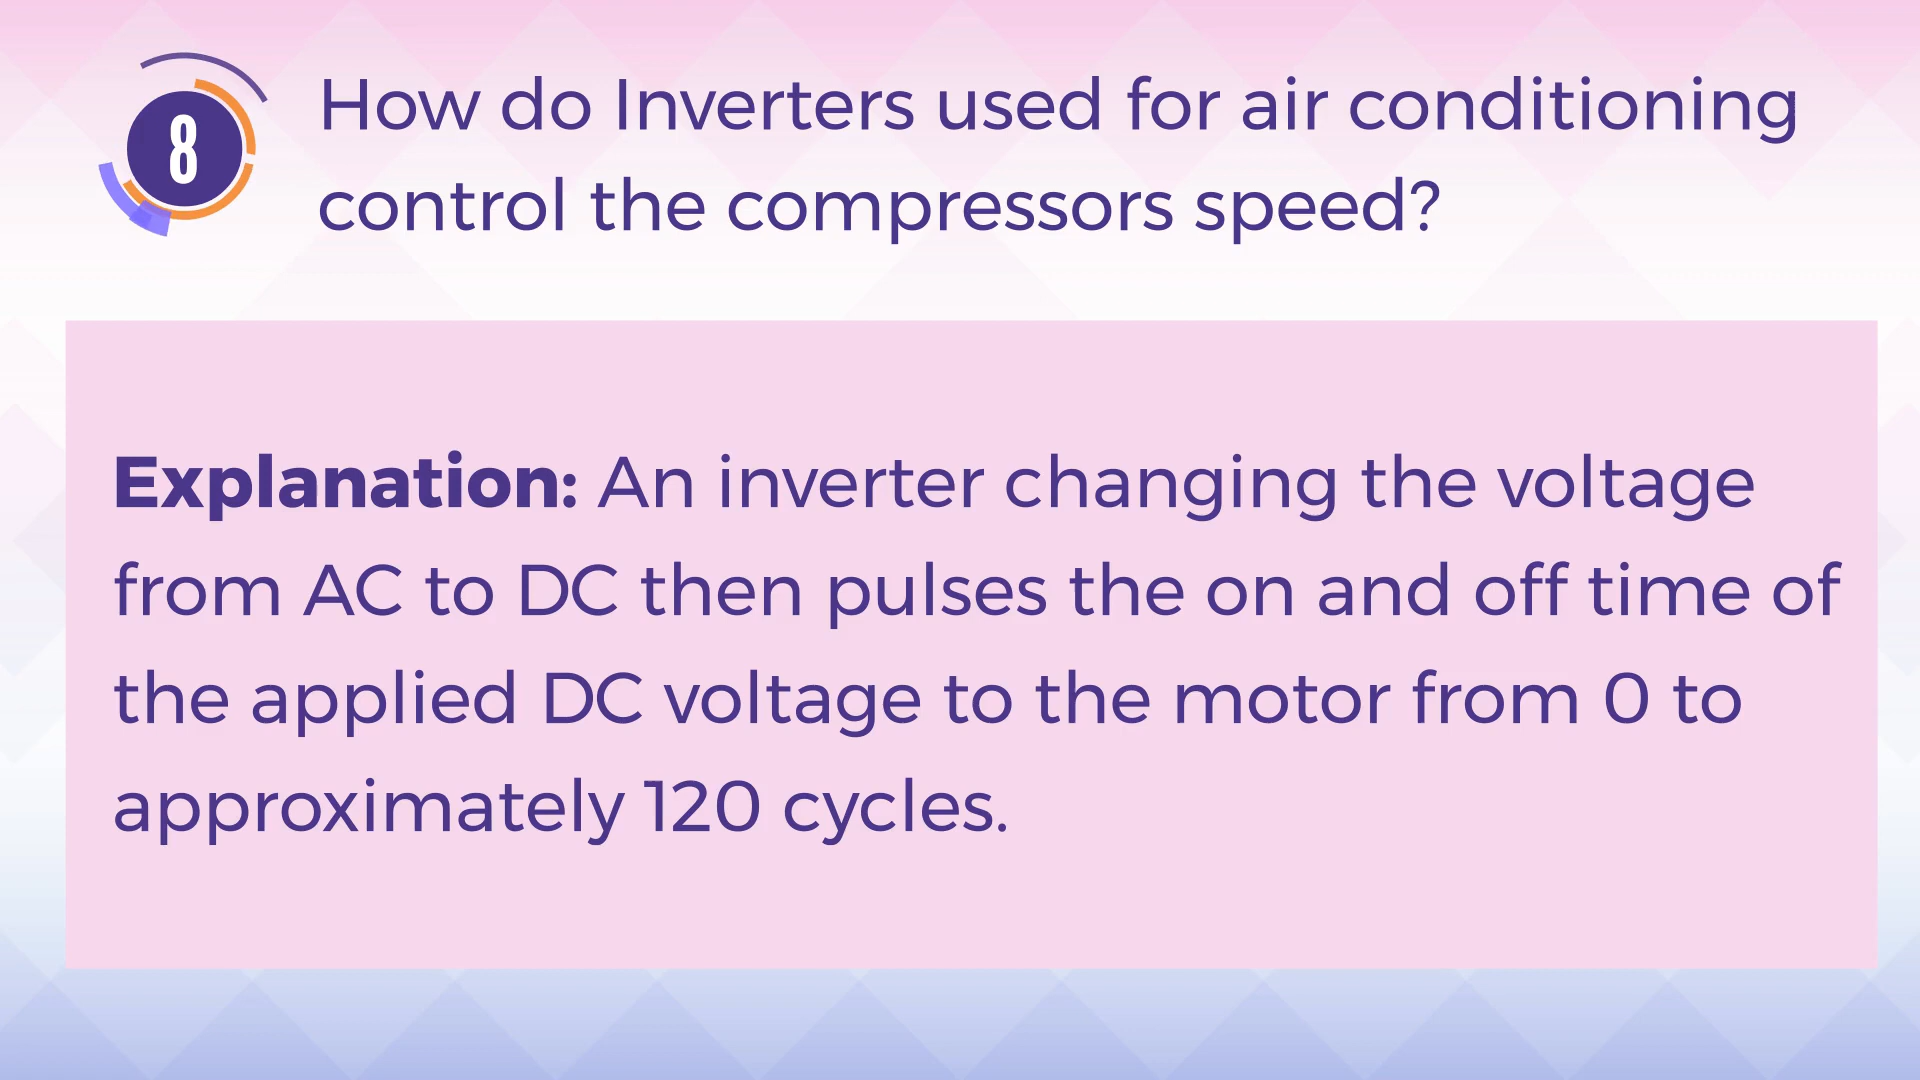 8
How do Inverters used for air conditioning
control the compressors speed?
Explanation: An inverter changing the voltage
from AC to DC then pulses the on and off time of
the applied DC voltage to the motor from 0 to
approximately 120 cycles.